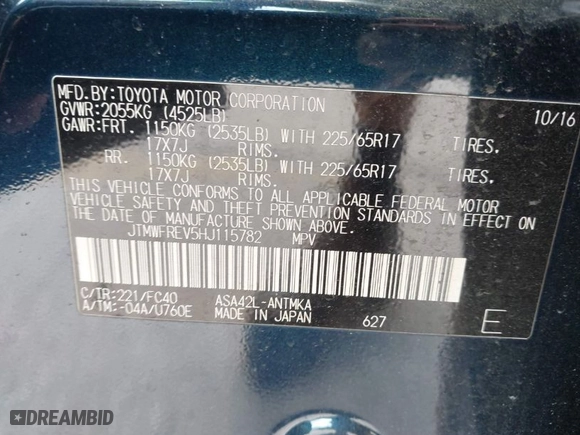 MFD.BY:TOYOTA MOTOR CORPORATION 10/16
GVWR:2055KG (4525LB)
GAWR:FRT. 1150KG (2535LB) WITH 225/65R17 TIRES.
17X7J RIMS.
RR. 1150KG (2535LB) WITH 225/65R17 TIRES.
17X7J RIMS.
THIS VEHICLE CONFORMS TO ALL APPLICABLE FEDERAL MOTOR
VEHICLE SAFETY AND THEFT PREVENTION STANDARDS IN EFFECT ON
THE DATE OF MANUFACTURE SHOWN ABOVE.
JTMWFREV5HJ115782 MPV
C/TR:221/FC40 ASA42L-ANTMKA
A/TM:-04A/U760E MADE IN JAPAN 627 E
DREAMBID